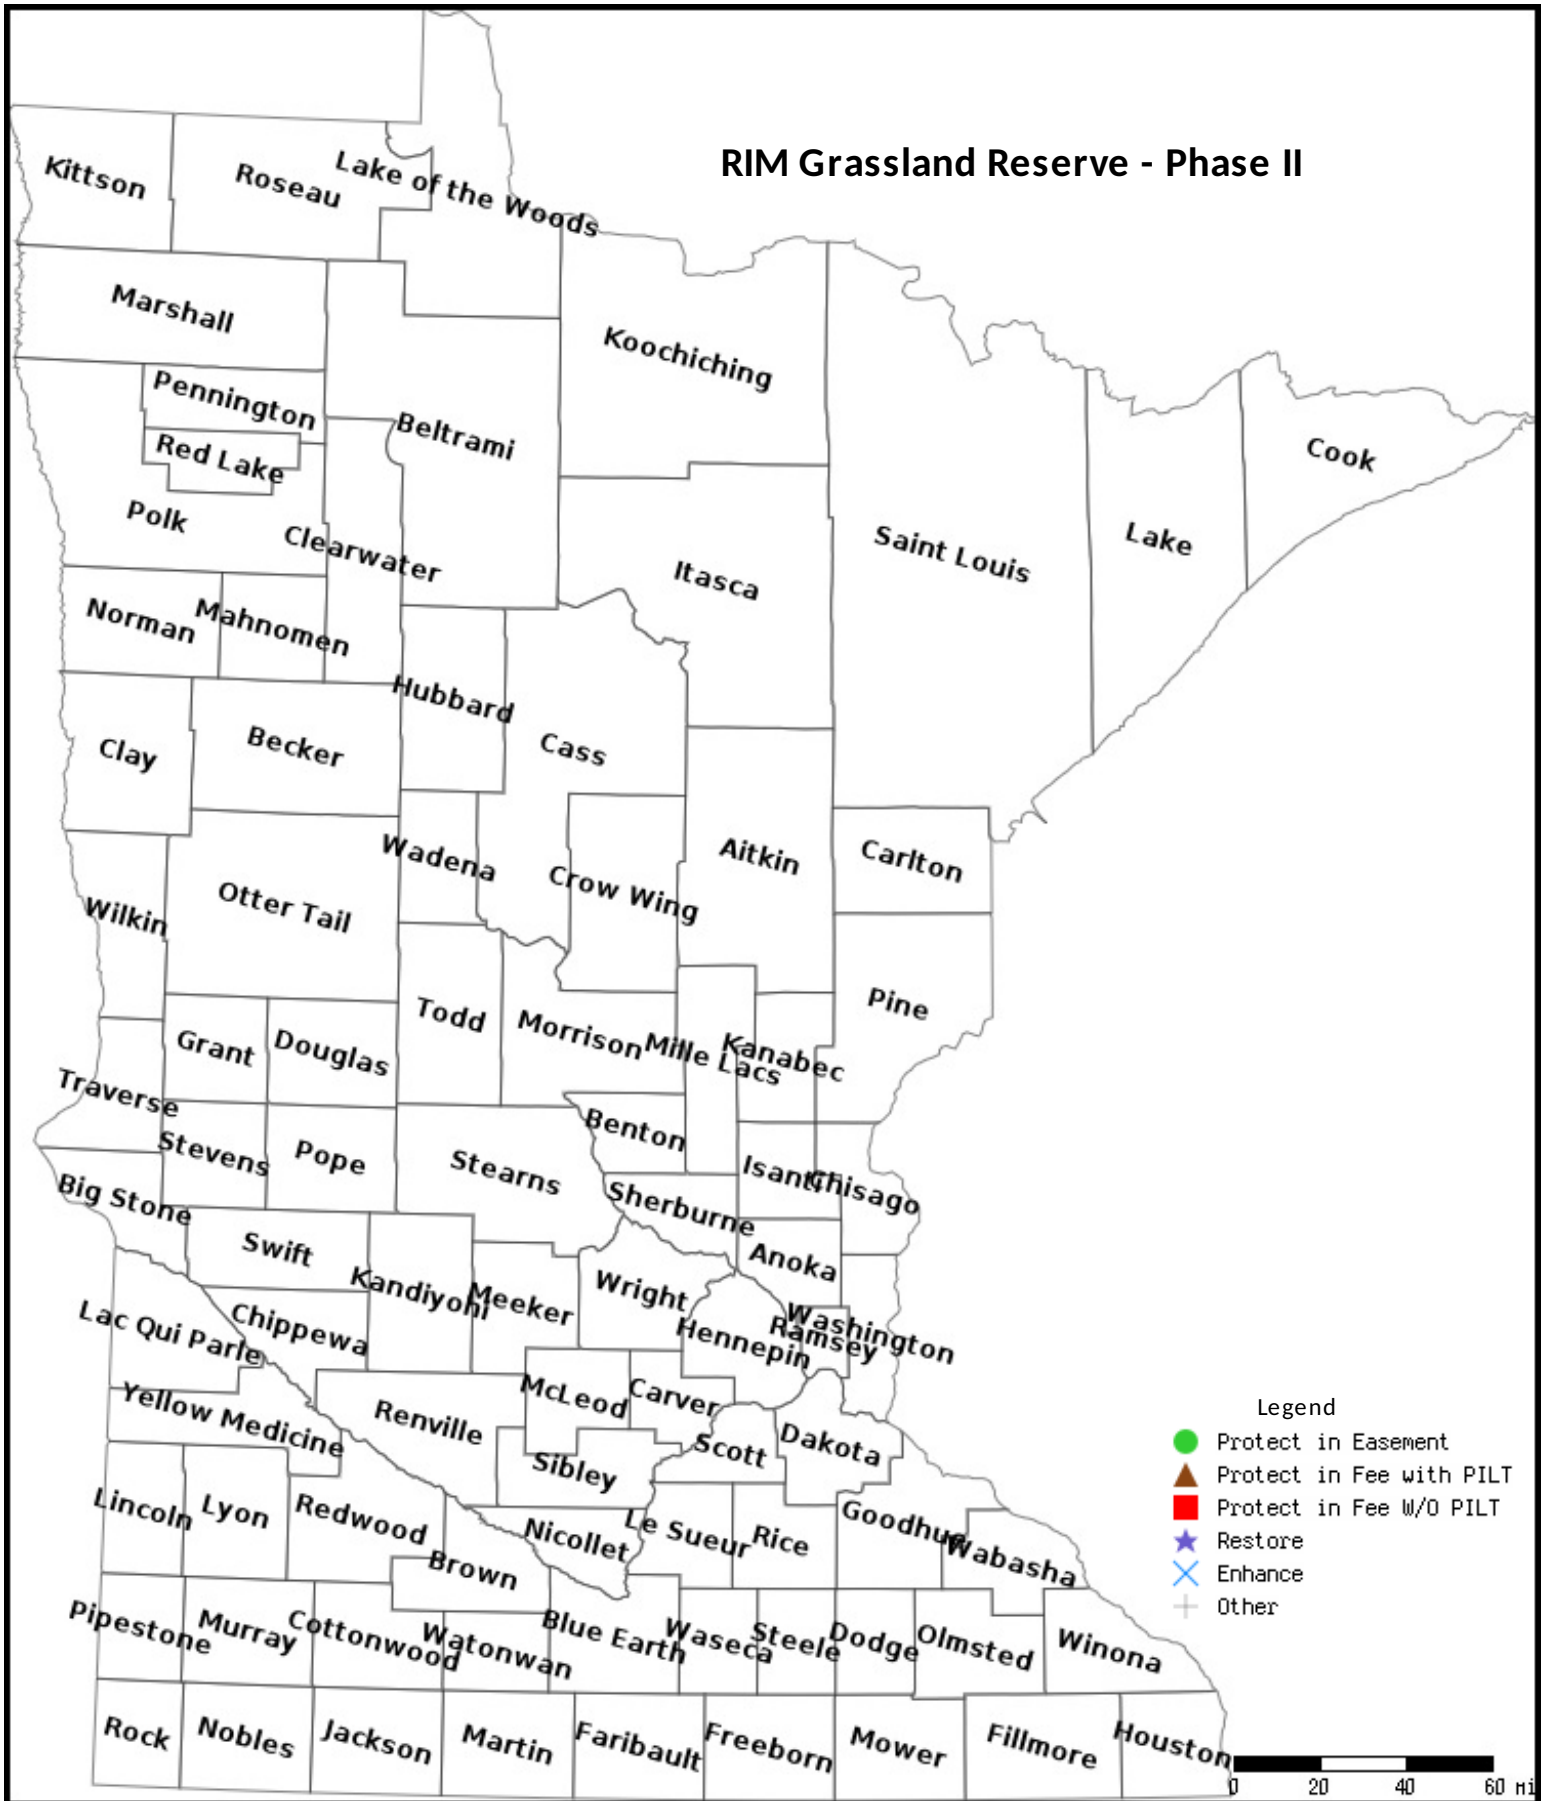 RIM Grassland Reserve - Phase II
Kittson
Roseau
Lake of the Woods
Marshall
Koochiching
Pennington
Beltrami
Red Lake
Cook
Polk
Clearwater
Saint Louis
Lake
Itasca
Norman
Mahnomen
Hubbard
Clay
Becker
Cass
Wadena
Aitkin
Carlton
Wilkin
Otter Tail
Crow Wing
Pine
Grant
Douglas
Todd
Morrison
Mille Lacs
Kanabec
Traverse
Stevens
Pope
Stearns
Benton
Isanti
Chisago
Big Stone
Sherburne
Swift
Anoka
Kandiyohi
Meeker
Wright
Lac Qui Parle
Chippewa
Hennepin
Ramsey
Washington
Yellow Medicine
Renville
McLeod
Carver
Scott
Dakota
Sibley
Lincoln
Lyon
Redwood
Brown
Nicollet
Le Sueur
Rice
Goodhue
Wabasha
Pipestone
Murray
Cottonwood
Watonwan
Blue Earth
Waseca
Steele
Dodge
Olmsted
Winona
Rock
Nobles
Jackson
Martin
Faribault
Freeborn
Mower
Fillmore
Houston
Legend
Protect in Easement
Protect in Fee with PILT
Protect in Fee W/O PILT
Restore
Enhance
Other
0 20 40 60 mi